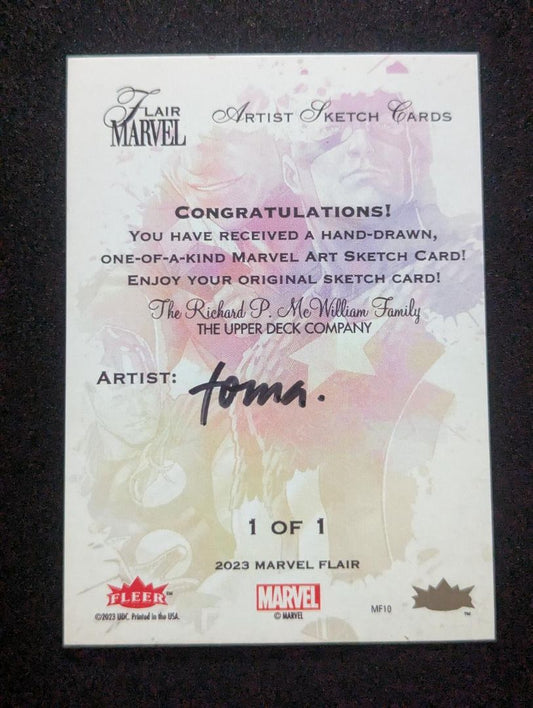 Flair MARVEL
Artist Sketch Cards
Congratulations!
You have received a hand-drawn,
one-of-a-kind Marvel Art Sketch Card!
Enjoy your original sketch card!
The Richard P. McWilliam Family
THE UPPER DECK COMPANY
Artist: toma.
1 OF 1
2023 MARVEL FLAIR
FLEER™
©2023 UDC. Printed in the USA.
MARVEL
© MARVEL
MF10
™